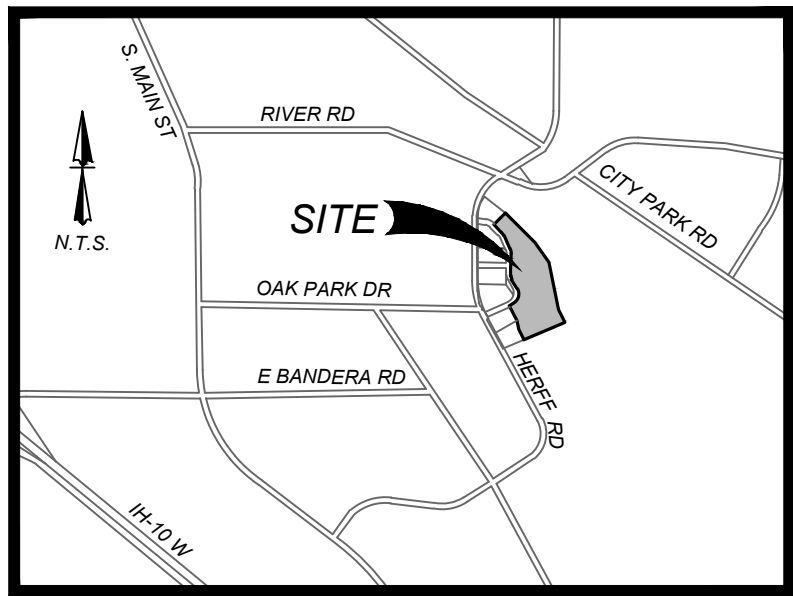 S. MAIN ST
RIVER RD
CITY PARK RD
SITE
N.T.S.
OAK PARK DR
E BANDERA RD
HERFF RD
IH-10 W